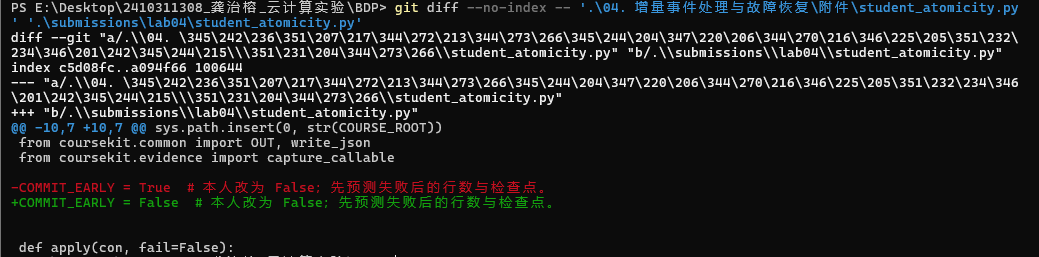 PS E:\Desktop\2410311308_龚治榕_云计算实验\BDP> git diff --no-index -- '.\04. 增量事件处理与故障恢复\附件\student_atomicity.py
' '.\submissions\lab04\student_atomicity.py'
diff --git "a/.\\04. \345\242\236\351\207\217\344\272\213\344\273\266\345\244\204\347\220\206\344\270\216\346\225\205\351\232\
234\346\201\242\345\244\215\\\351\231\204\344\273\266\\student_atomicity.py" "b/.\\submissions\\lab04\\student_atomicity.py"
index c5d08fc..a094f66 100644
--- "a/.\\04. \345\242\236\351\207\217\344\272\213\344\273\266\345\244\204\347\220\206\344\270\216\346\225\205\351\232\234\346
\201\242\345\244\215\\\351\231\204\344\273\266\\student_atomicity.py"
+++ "b/.\\submissions\\lab04\\student_atomicity.py"
@@ -10,7 +10,7 @@ sys.path.insert(0, str(COURSE_ROOT))
 from coursekit.common import OUT, write_json
 from coursekit.evidence import capture_callable
-COMMIT_EARLY = True  # 本人改为 False; 先预测失败后的行数与检查点。
+COMMIT_EARLY = False  # 本人改为 False; 先预测失败后的行数与检查点。
 def apply(con, fail=False):